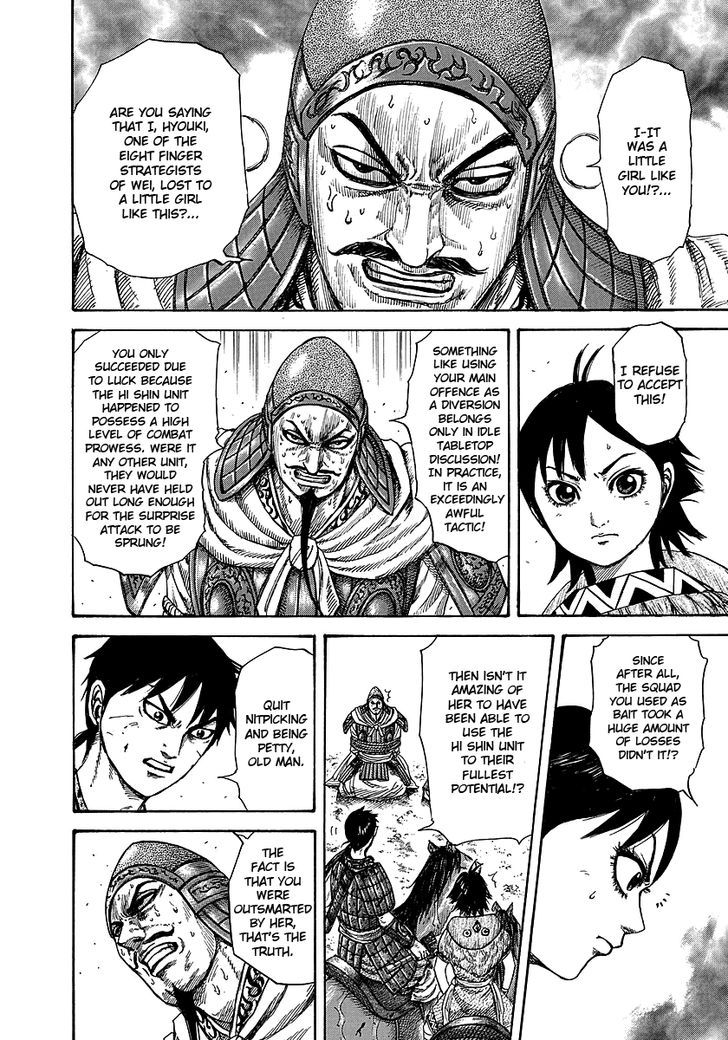 I-IT
WAS A
LITTLE
GIRL
LIKE
YOU!?...
ARE YOU SAYING
THAT I, HYOUKI,
ONE OF THE
EIGHT FINGER
STRATEGISTS
OF WEI, LOST TO
A LITTLE GIRL
LIKE THIS?...
I REFUSE
TO ACCEPT
THIS!
SOMETHING
LIKE USING
YOUR MAIN
OFFENCE AS
A DIVERSION
BELONGS
ONLY IN IDLE
TABLETOP
DISCUSSION!
IN PRACTICE,
IT IS AN
EXCEEDINGLY
AWFUL
TACTIC!
YOU ONLY
SUCCEEDED DUE
TO LUCK BECAUSE
THE HI SHIN UNIT
HAPPENED TO
POSSESS A HIGH
LEVEL OF COMBAT
PROWESS. WERE IT
ANY OTHER UNIT,
THEY WOULD
NEVER HAVE HELD
OUT LONG ENOUGH
FOR THE SURPRISE
ATTACK TO BE
SPRUNG!
SINCE
AFTER ALL,
THE SQUAD
YOU USED AS
BAIT TOOK A
HUGE AMOUNT
OF LOSSES
DIDN'T IT!?
THEN ISN'T IT
AMAZING OF
HER TO HAVE
BEEN ABLE
TO USE
THE
HI SHIN UNIT
TO THEIR
FULLEST
POTENTIAL!?
QUIT
NITPICKING
AND BEING
PETTY,
OLD MAN.
THE
FACT IS
THAT YOU
WERE
OUTSMARTED
BY HER,
THAT'S THE
TRUTH.